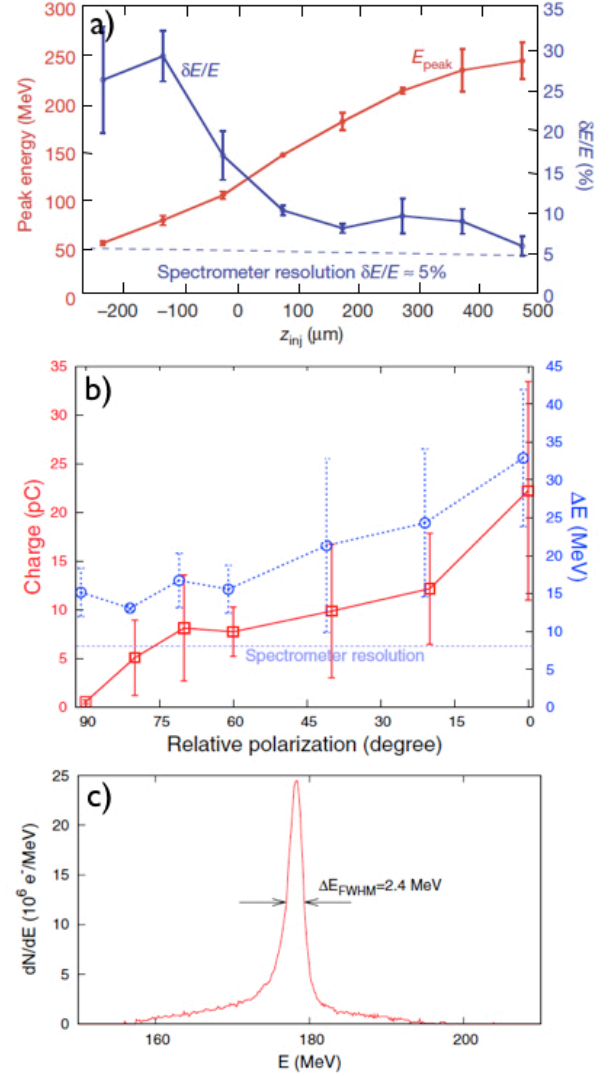 a)
300
250
200
150
100
50
0
Peak energy (MeV)
δE/E
E_peak
35
30
25
20
15
10
5
0
δE/E (%)
Spectrometer resolution δE/E ≈ 5%
−200 −100 0 100 200 300 400 500
z_inj (μm)
b)
35
30
25
20
15
10
5
0
Charge (pC)
45
40
35
30
25
20
15
10
5
0
ΔE (MeV)
Spectrometer resolution
90 75 60 45 30 15 0
Relative polarization (degree)
c)
25
20
15
10
5
0
dN/dE (10^6 e^-/MeV)
ΔE_FWHM=2.4 MeV
160 180 200
E (MeV)